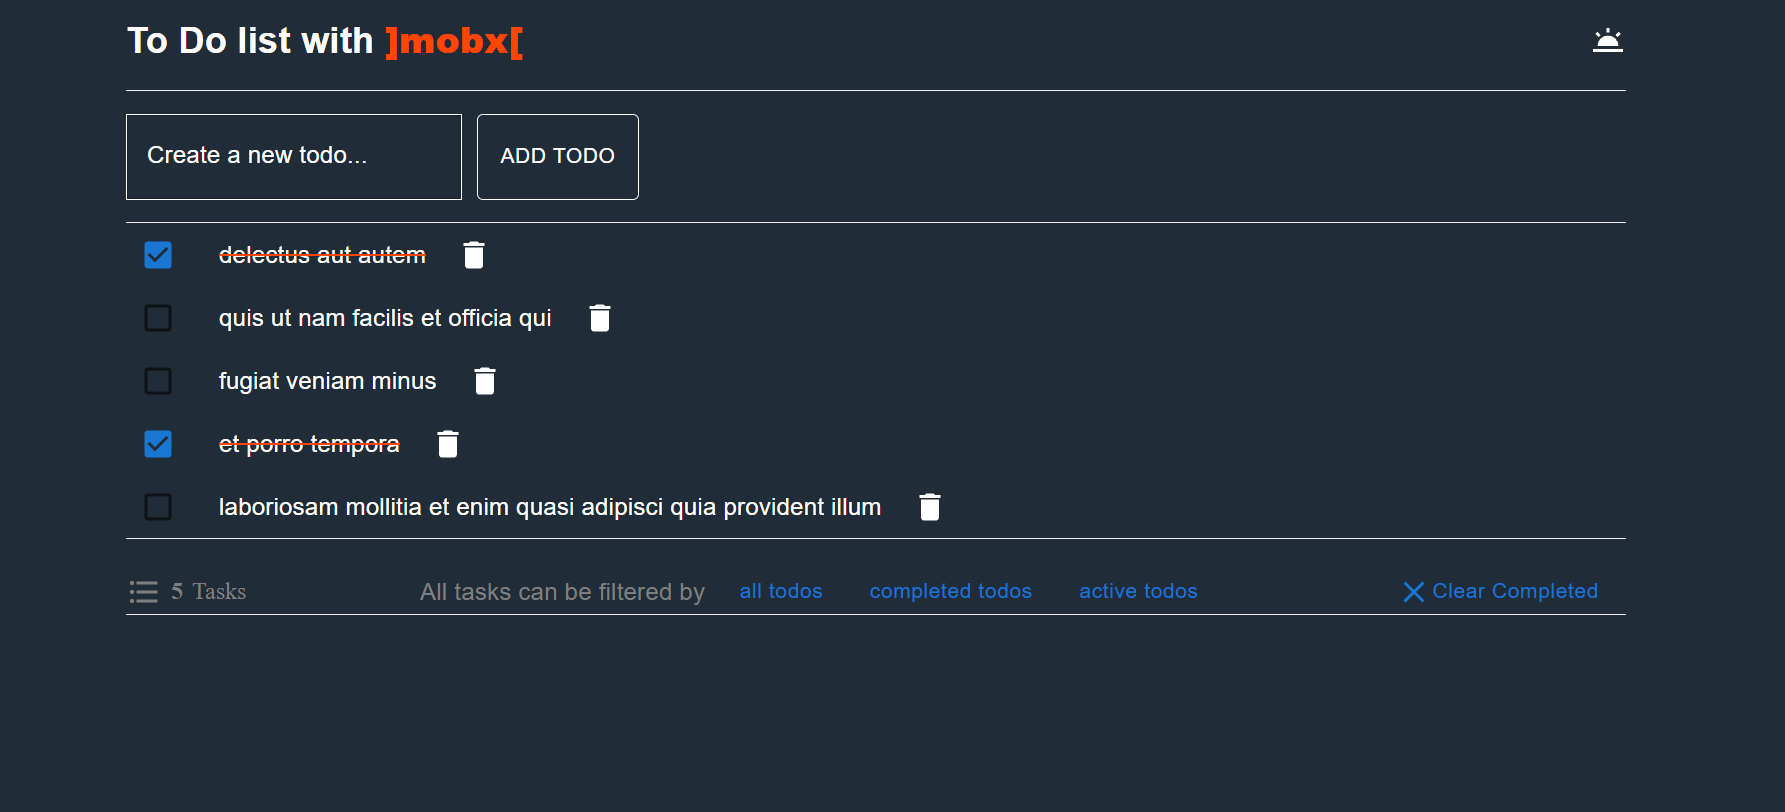 To Do list with ]mobx[
Create a new todo...
ADD TODO
delectus aut autem
quis ut nam facilis et officia qui
fugiat veniam minus
et porro tempora
laboriosam mollitia et enim quasi adipisci quia provident illum
5 Tasks All tasks can be filtered by all todos completed todos active todos Clear Completed